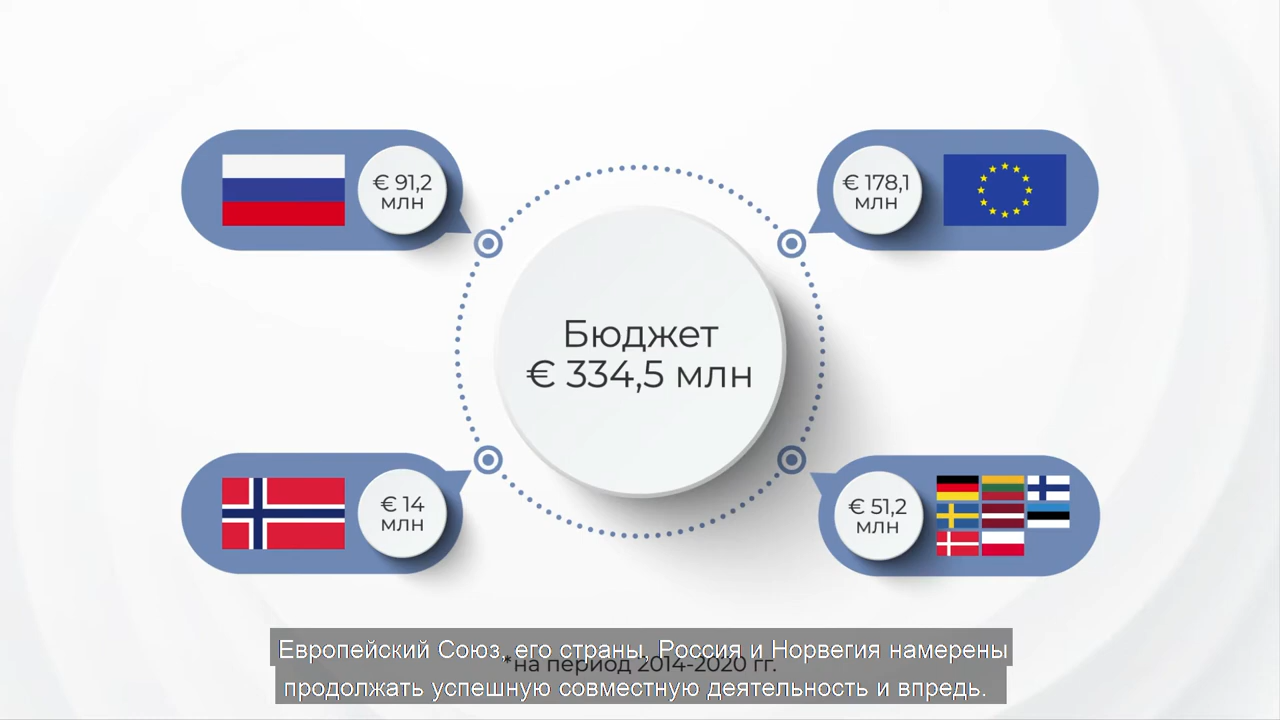 € 91,2
млн
€ 178,1
млн
Бюджет
€ 334,5 млн
€ 14
млн
€ 51,2
млн
*на период 2014-2020 гг.
Европейский Союз, его страны, Россия и Норвегия намерены
продолжать успешную совместную деятельность и впредь.